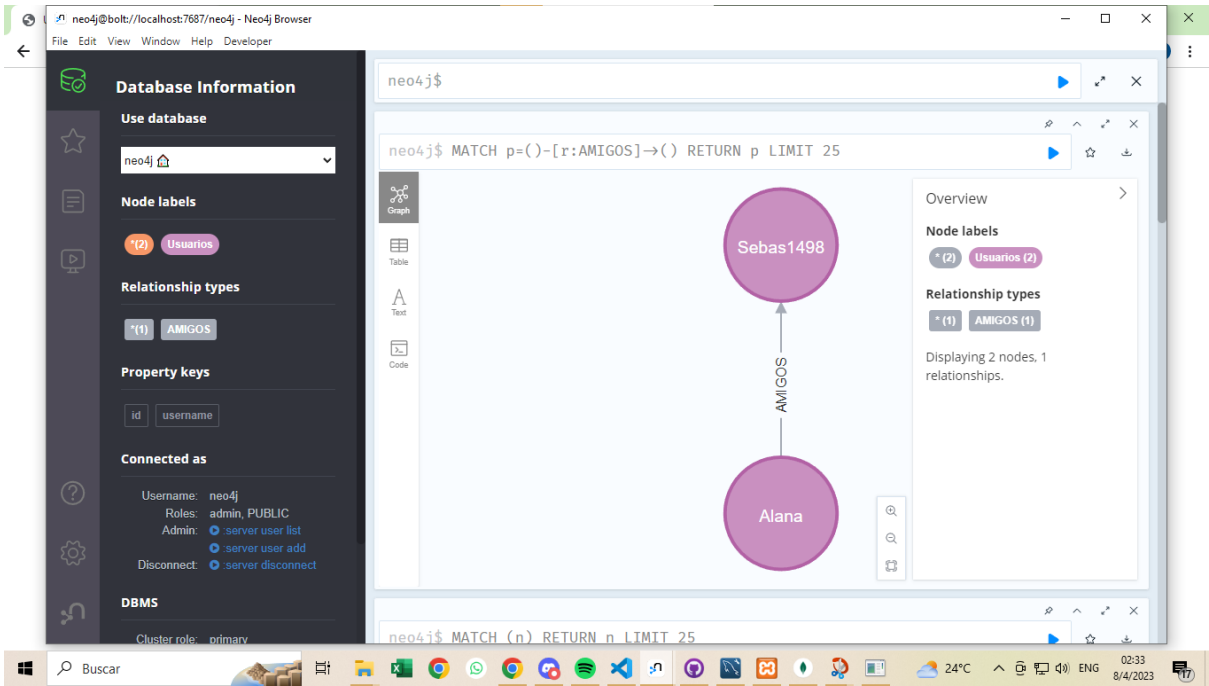 neo4j@bolt://localhost:7687/neo4j - Neo4j Browser
File Edit View Window Help Developer
Database Information
Use database
neo4j
Node labels
*(2) Usuarios
Relationship types
*(1) AMIGOS
Property keys
id username
Connected as
Username: neo4j
Roles: admin, PUBLIC
Admin: :server user list
:server user add
Disconnect: :server disconnect
DBMS
Cluster role: primary
neo4j$
neo4j$ MATCH p=()-[r:AMIGOS]->() RETURN p LIMIT 25
Graph
Table
Text
Code
Sebas1498
AMIGOS
Alana
Overview
Node labels
* (2) Usuarios (2)
Relationship types
* (1) AMIGOS (1)
Displaying 2 nodes, 1
relationships.
neo4j$ MATCH (n) RETURN n LIMIT 25
Buscar
24°C
ENG
02:33
8/4/2023
17